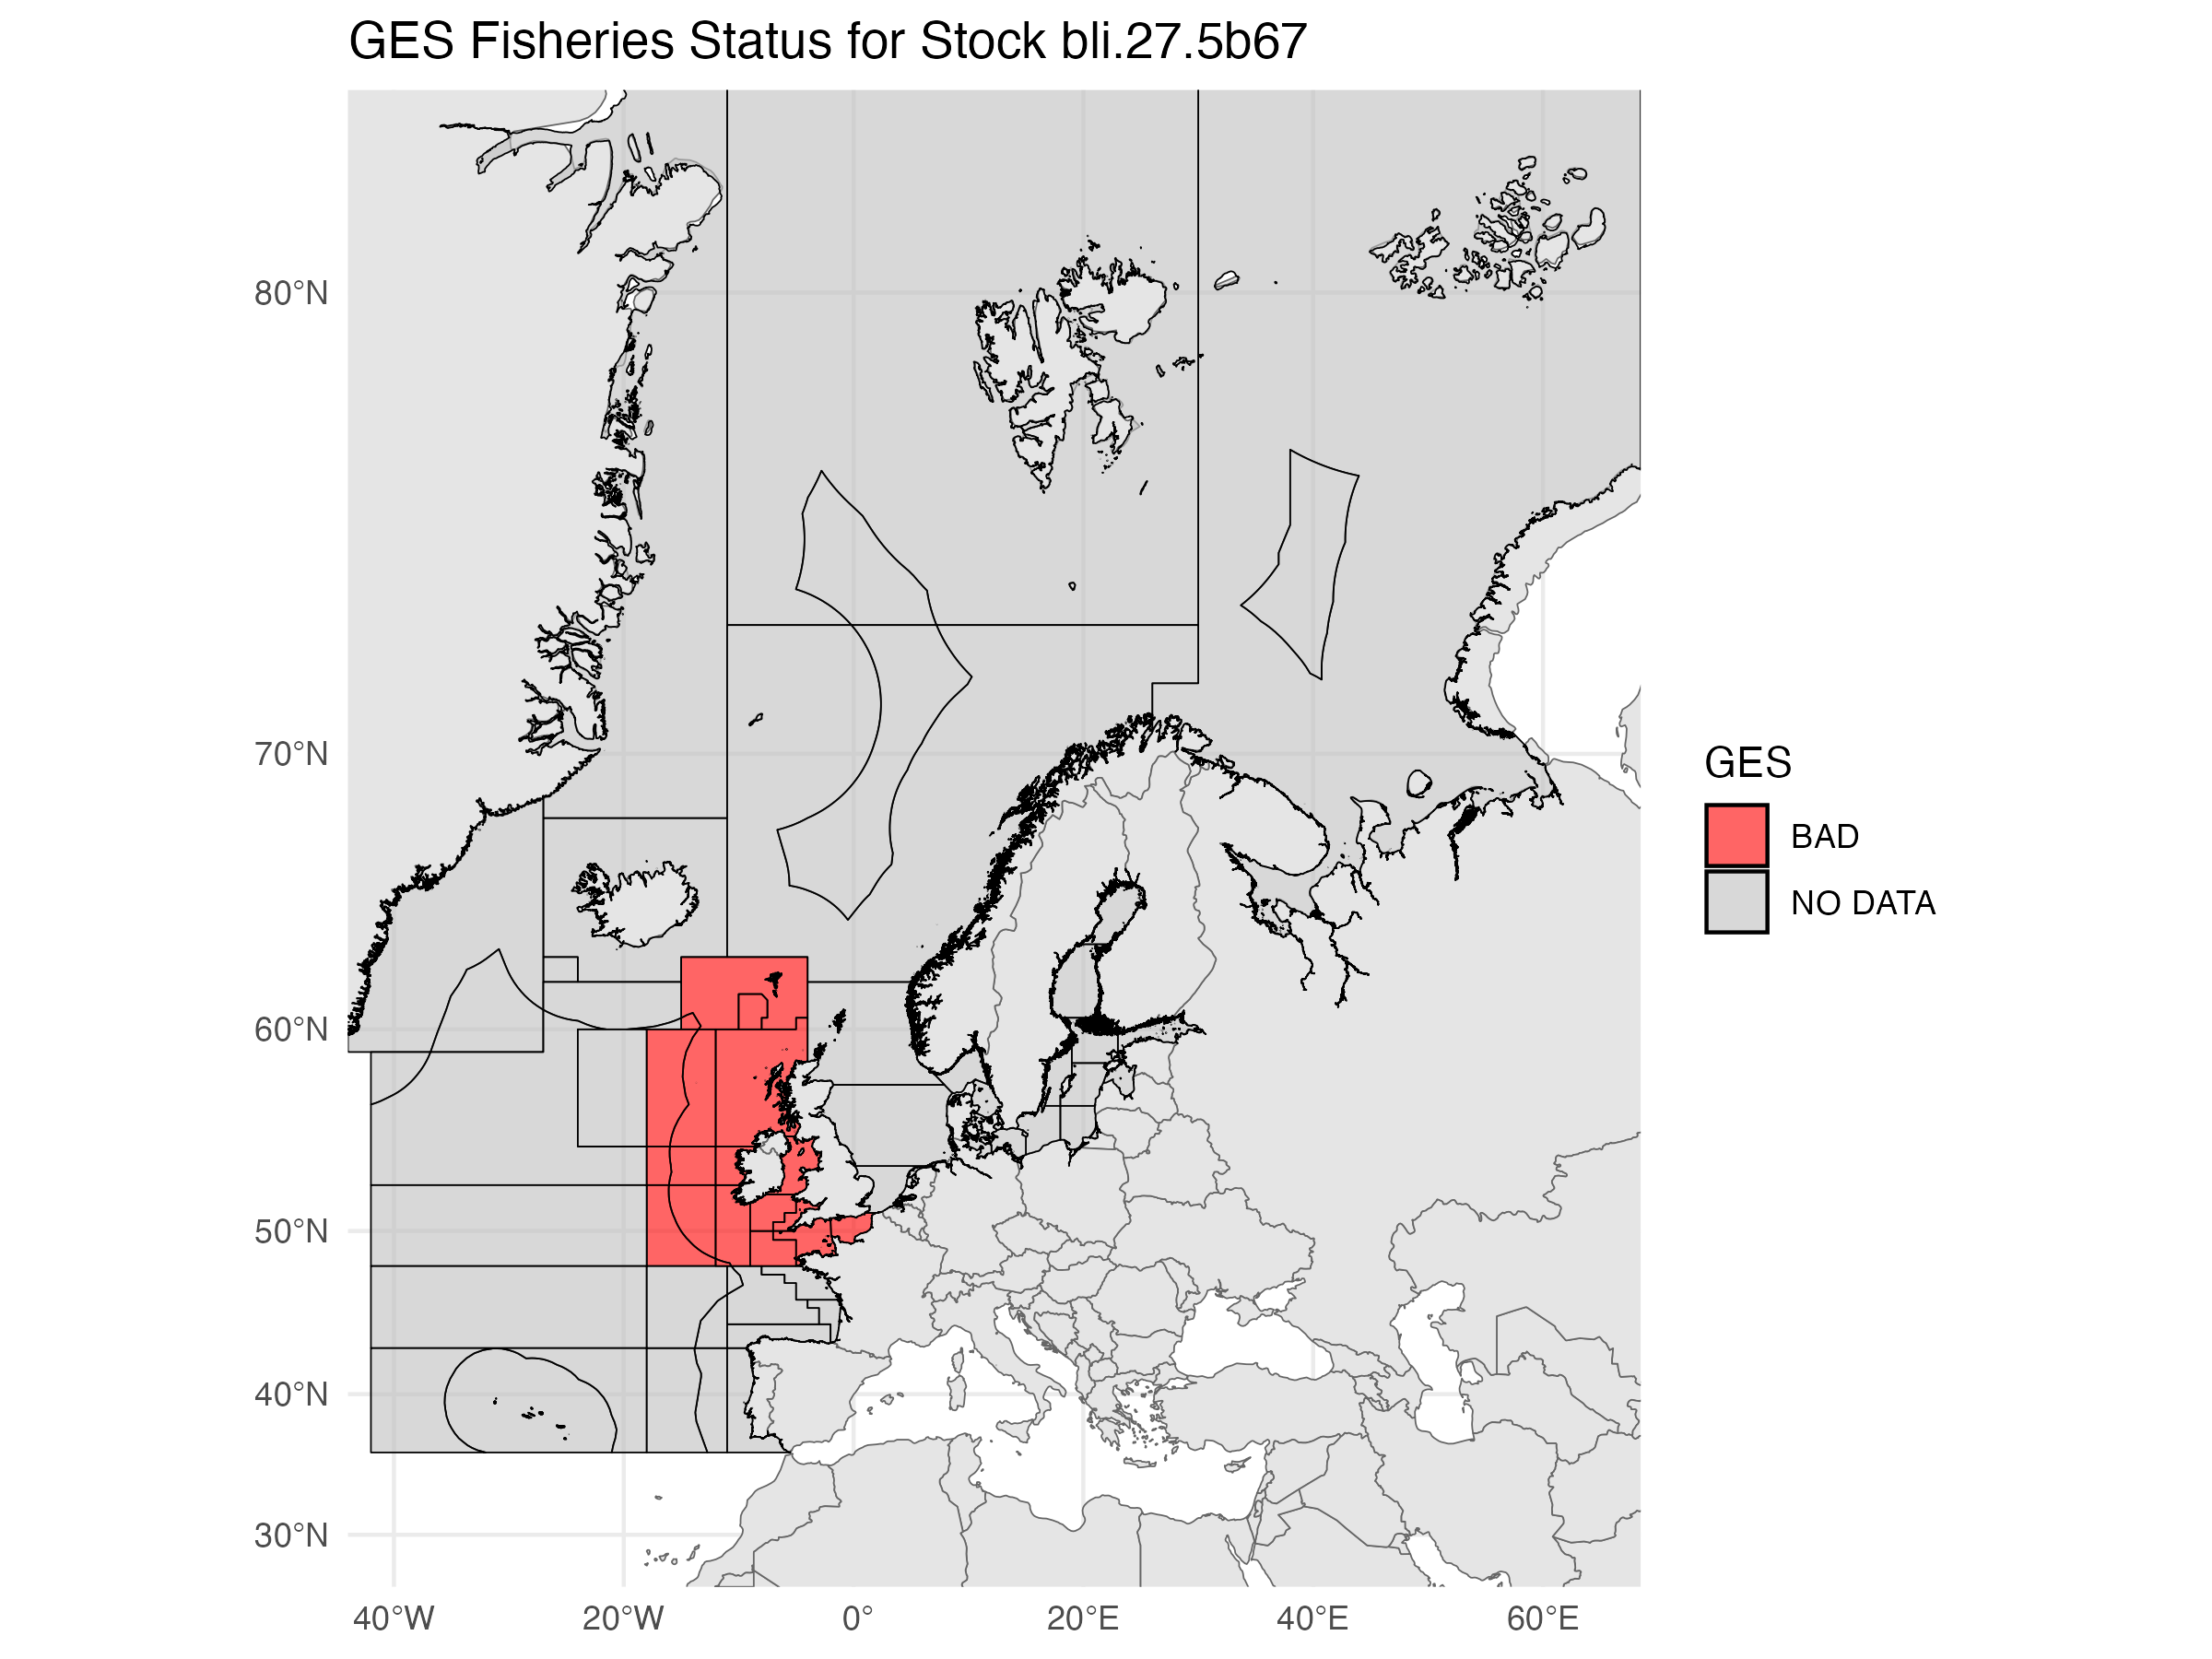 GES Fisheries Status for Stock bli.27.5b67
80°N
70°N
60°N
50°N
40°N
30°N
40°W 20°W 0° 20°E 40°E 60°E
GES
BAD
NO DATA